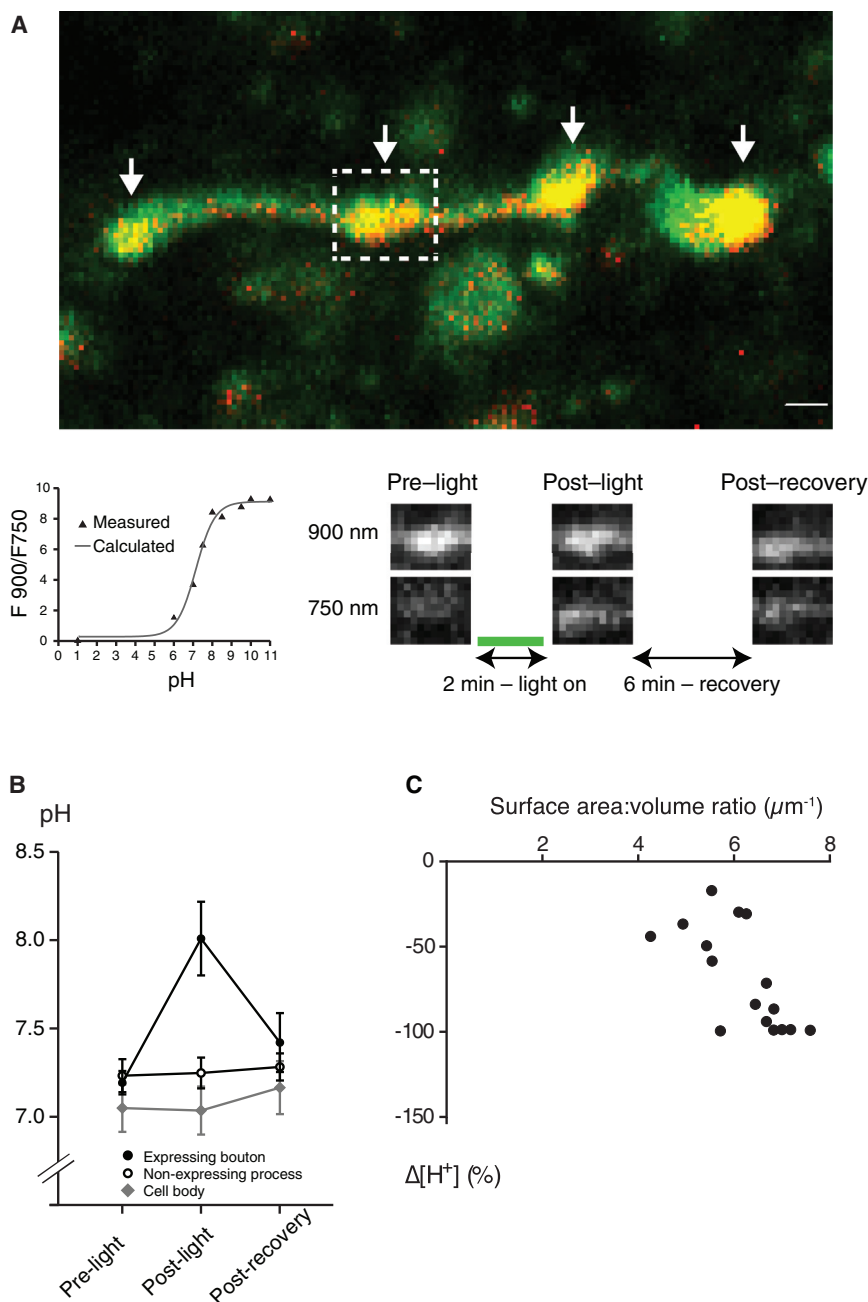 A
F 900/F750
10
8
6
4
2
0
▲ Measured
— Calculated
0 1 2 3 4 5 6 7 8 9 10 11
pH
Pre–light Post–light Post–recovery
900 nm
750 nm
2 min – light on 6 min – recovery
B
pH
8.5
8.0
7.5
7.0
Expressing bouton
Non-expressing process
Cell body
Pre-light
Post-light
Post-recovery
C
Surface area:volume ratio (µm⁻¹)
2 4 6 8
0
-50
-100
-150
Δ[H⁺] (%)